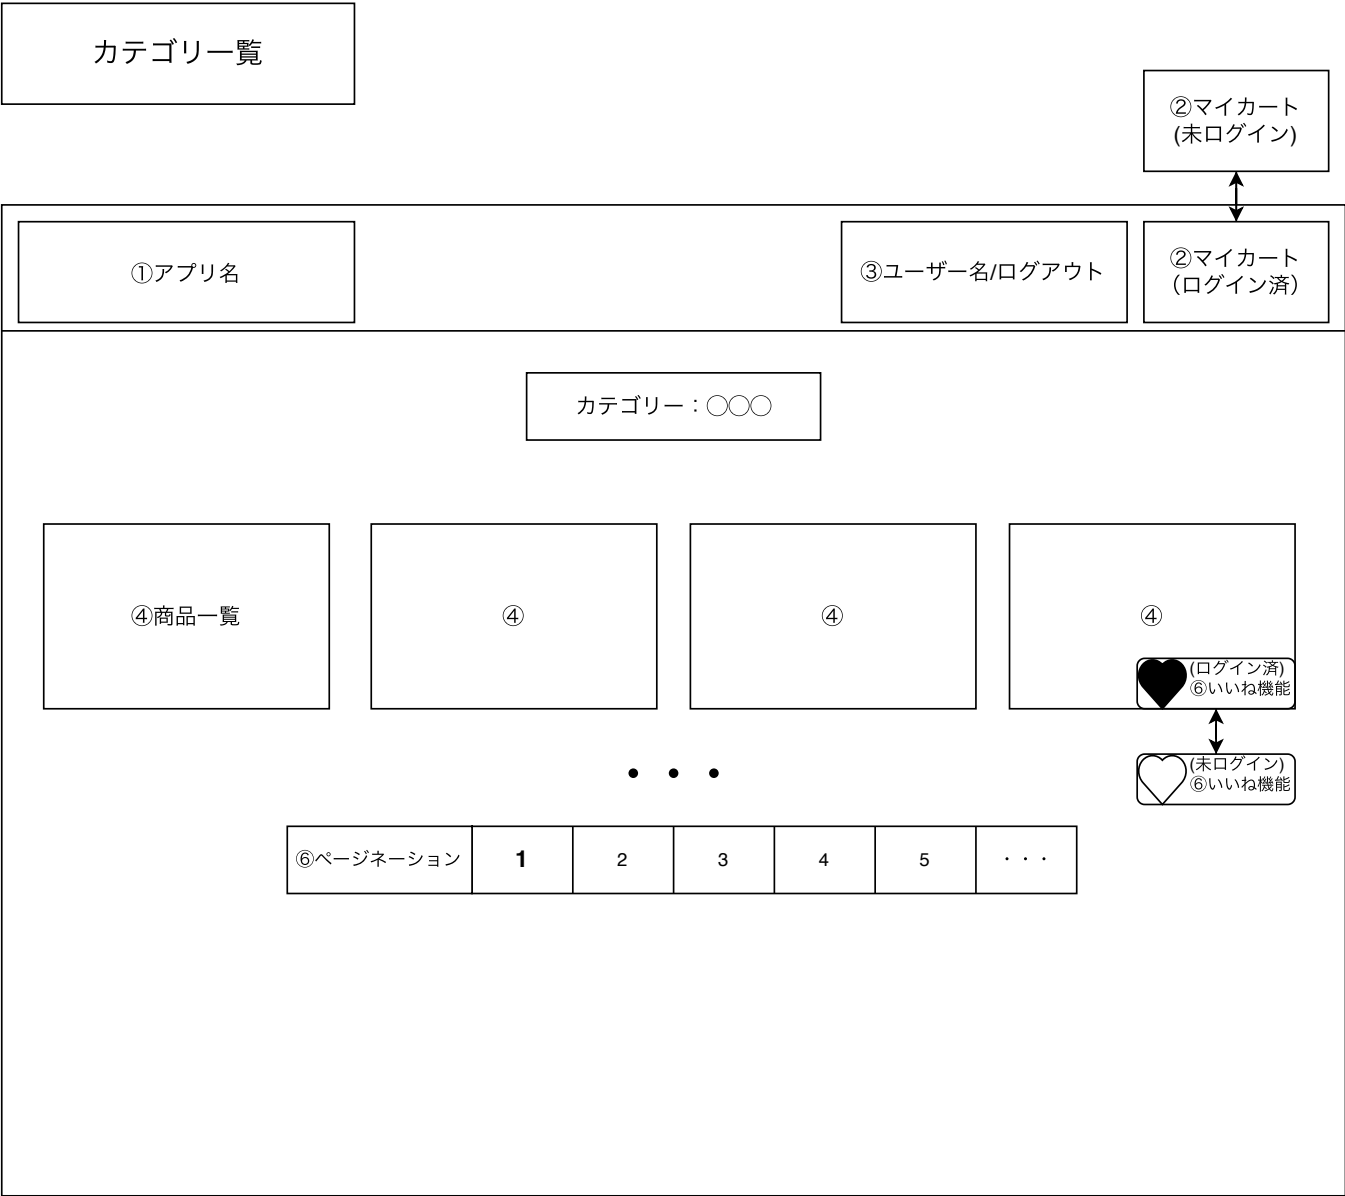 カテゴリ一覧
②マイカート
(未ログイン)
①アプリ名
③ユーザー名/ログアウト
②マイカート
（ログイン済）
カテゴリー：◯◯◯
④商品一覧
④
④
④
(ログイン済)
⑥いいね機能
・・・
(未ログイン)
⑥いいね機能
⑥ページネーション
1
2
3
4
5
・・・